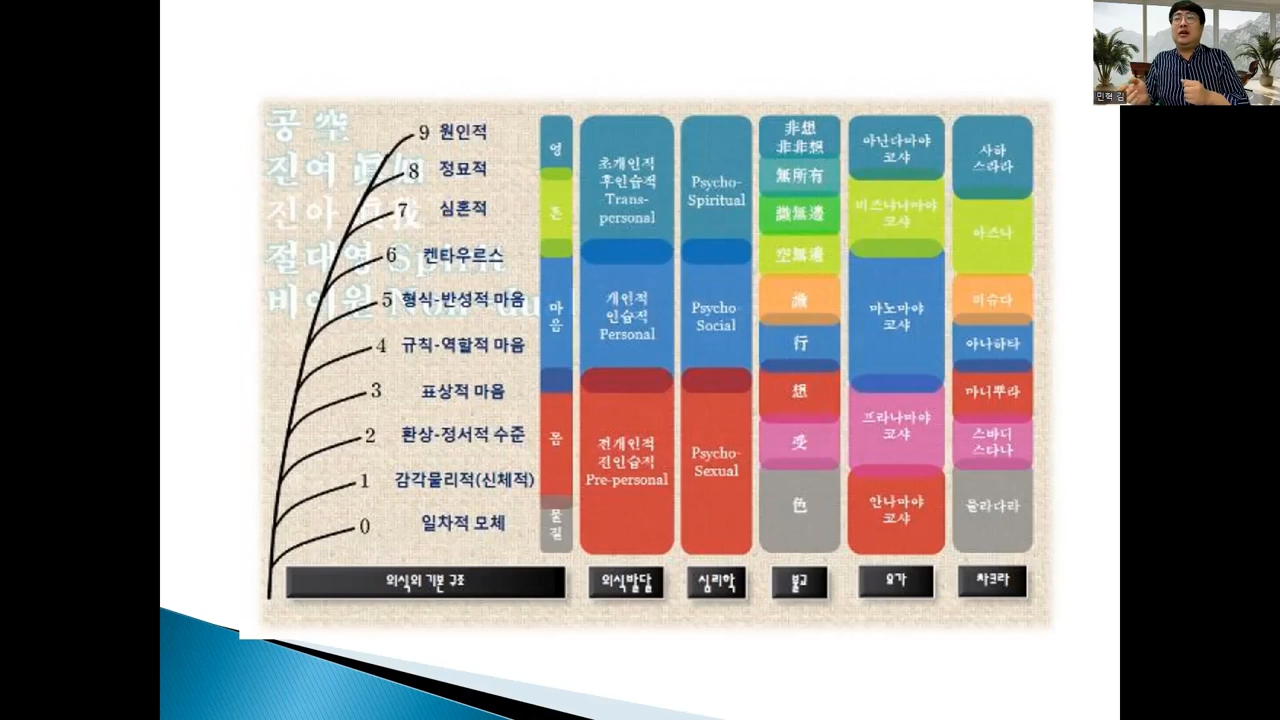 민혁 김
공 空
진여 眞如
진아
절대영 Spirit
비이원 Non-du
9 원인적
8 정묘적
7 심혼적
6 켄타우르스
5 형식-반성적 마음
4 규칙-역할적 마음
3 표상적 마음
2 환상-정서적 수준
1 감각물리적(신체적)
0 일차적 모체
의식의 기본 구조
영
혼
마
음
몸
물
질
초개인적
후인습적
Trans-
personal
개인적
인습적
Personal
전개인적
진인습적
Pre-personal
의식발달
Psycho-
Spiritual
Psycho-
Social
Psycho-
Sexual
심리학
非想
非非想
無所有
識無邊
空無邊
識
行
想
受
色
불교
아난다마야
코샤
비즈냐나마야
코샤
마노마야
코샤
프라나마야
코샤
안나마야
코샤
요가
사하
스라라
아즈나
비슈다
아나하타
마니뿌라
스바디
스타나
물라다라
차크라